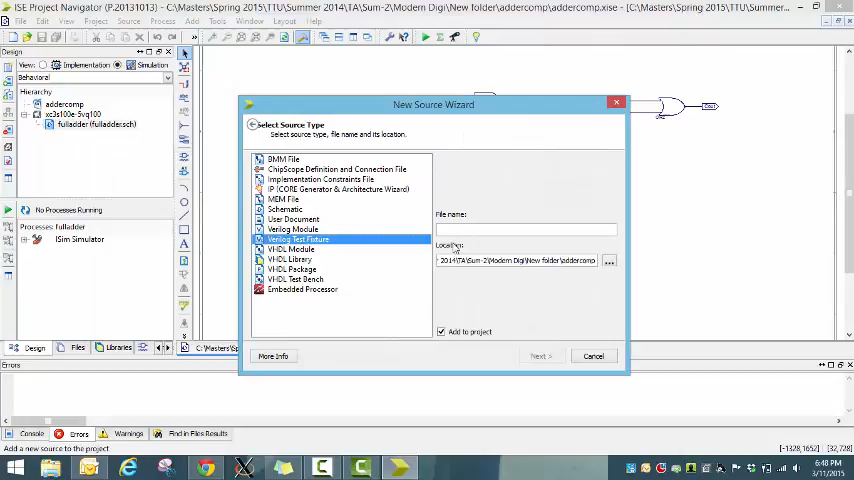 ISE Project Navigator (P.20131013) - C:\Masters\Spring 2015\TTU\Summer 2014\TA\Sum-2\Modern Digi\New folder\addercomp\addercomp.xise - [C:\Masters\Spring 2015\TTU\Summer...
File Edit View Project Source Process Add Tools Window Layout Help
Design
View: Implementation Simulation
Behavioral
Hierarchy
addercomp
xc3s100e-5vq100
fulladder (fulladder.sch)
No Processes Running
Processes: fulladder
ISim Simulator
Design Files Libraries
C:\Masters\S
New Source Wizard
Select Source Type
Select source type, file name and its location.
BMM File
ChipScope Definition and Connection File
Implementation Constraints File
IP (CORE Generator & Architecture Wizard)
MEM File
Schematic
User Document
Verilog Module
Verilog Test Fixture
VHDL Module
VHDL Library
VHDL Package
VHDL Test Bench
Embedded Processor
File name:
Location:
2014\TA\Sum-2\Modern Digi\New folder\addercomp
...
Add to project
More Info Next > Cancel
Errors
Console Errors Warnings Find in Files Results
Add a new source to the project
[-1328,1652] [32,728]
6:48 PM
3/11/2015